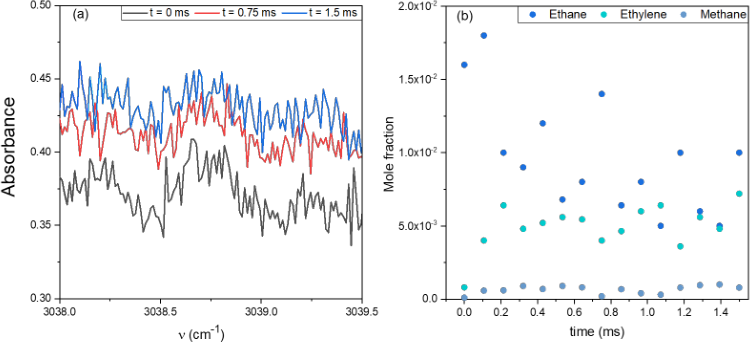 (a)
t = 0 ms t = 0.75 ms t = 1.5 ms
0.50
0.45
0.40
0.35
0.30
Absorbance
3038.0 3038.5 3039.0 3039.5
ν (cm⁻¹)
(b)
Ethane Ethylene Methane
2.0x10⁻²
1.5x10⁻²
1.0x10⁻²
5.0x10⁻³
0.0
Mole fraction
0.0 0.2 0.4 0.6 0.8 1.0 1.2 1.4
time (ms)